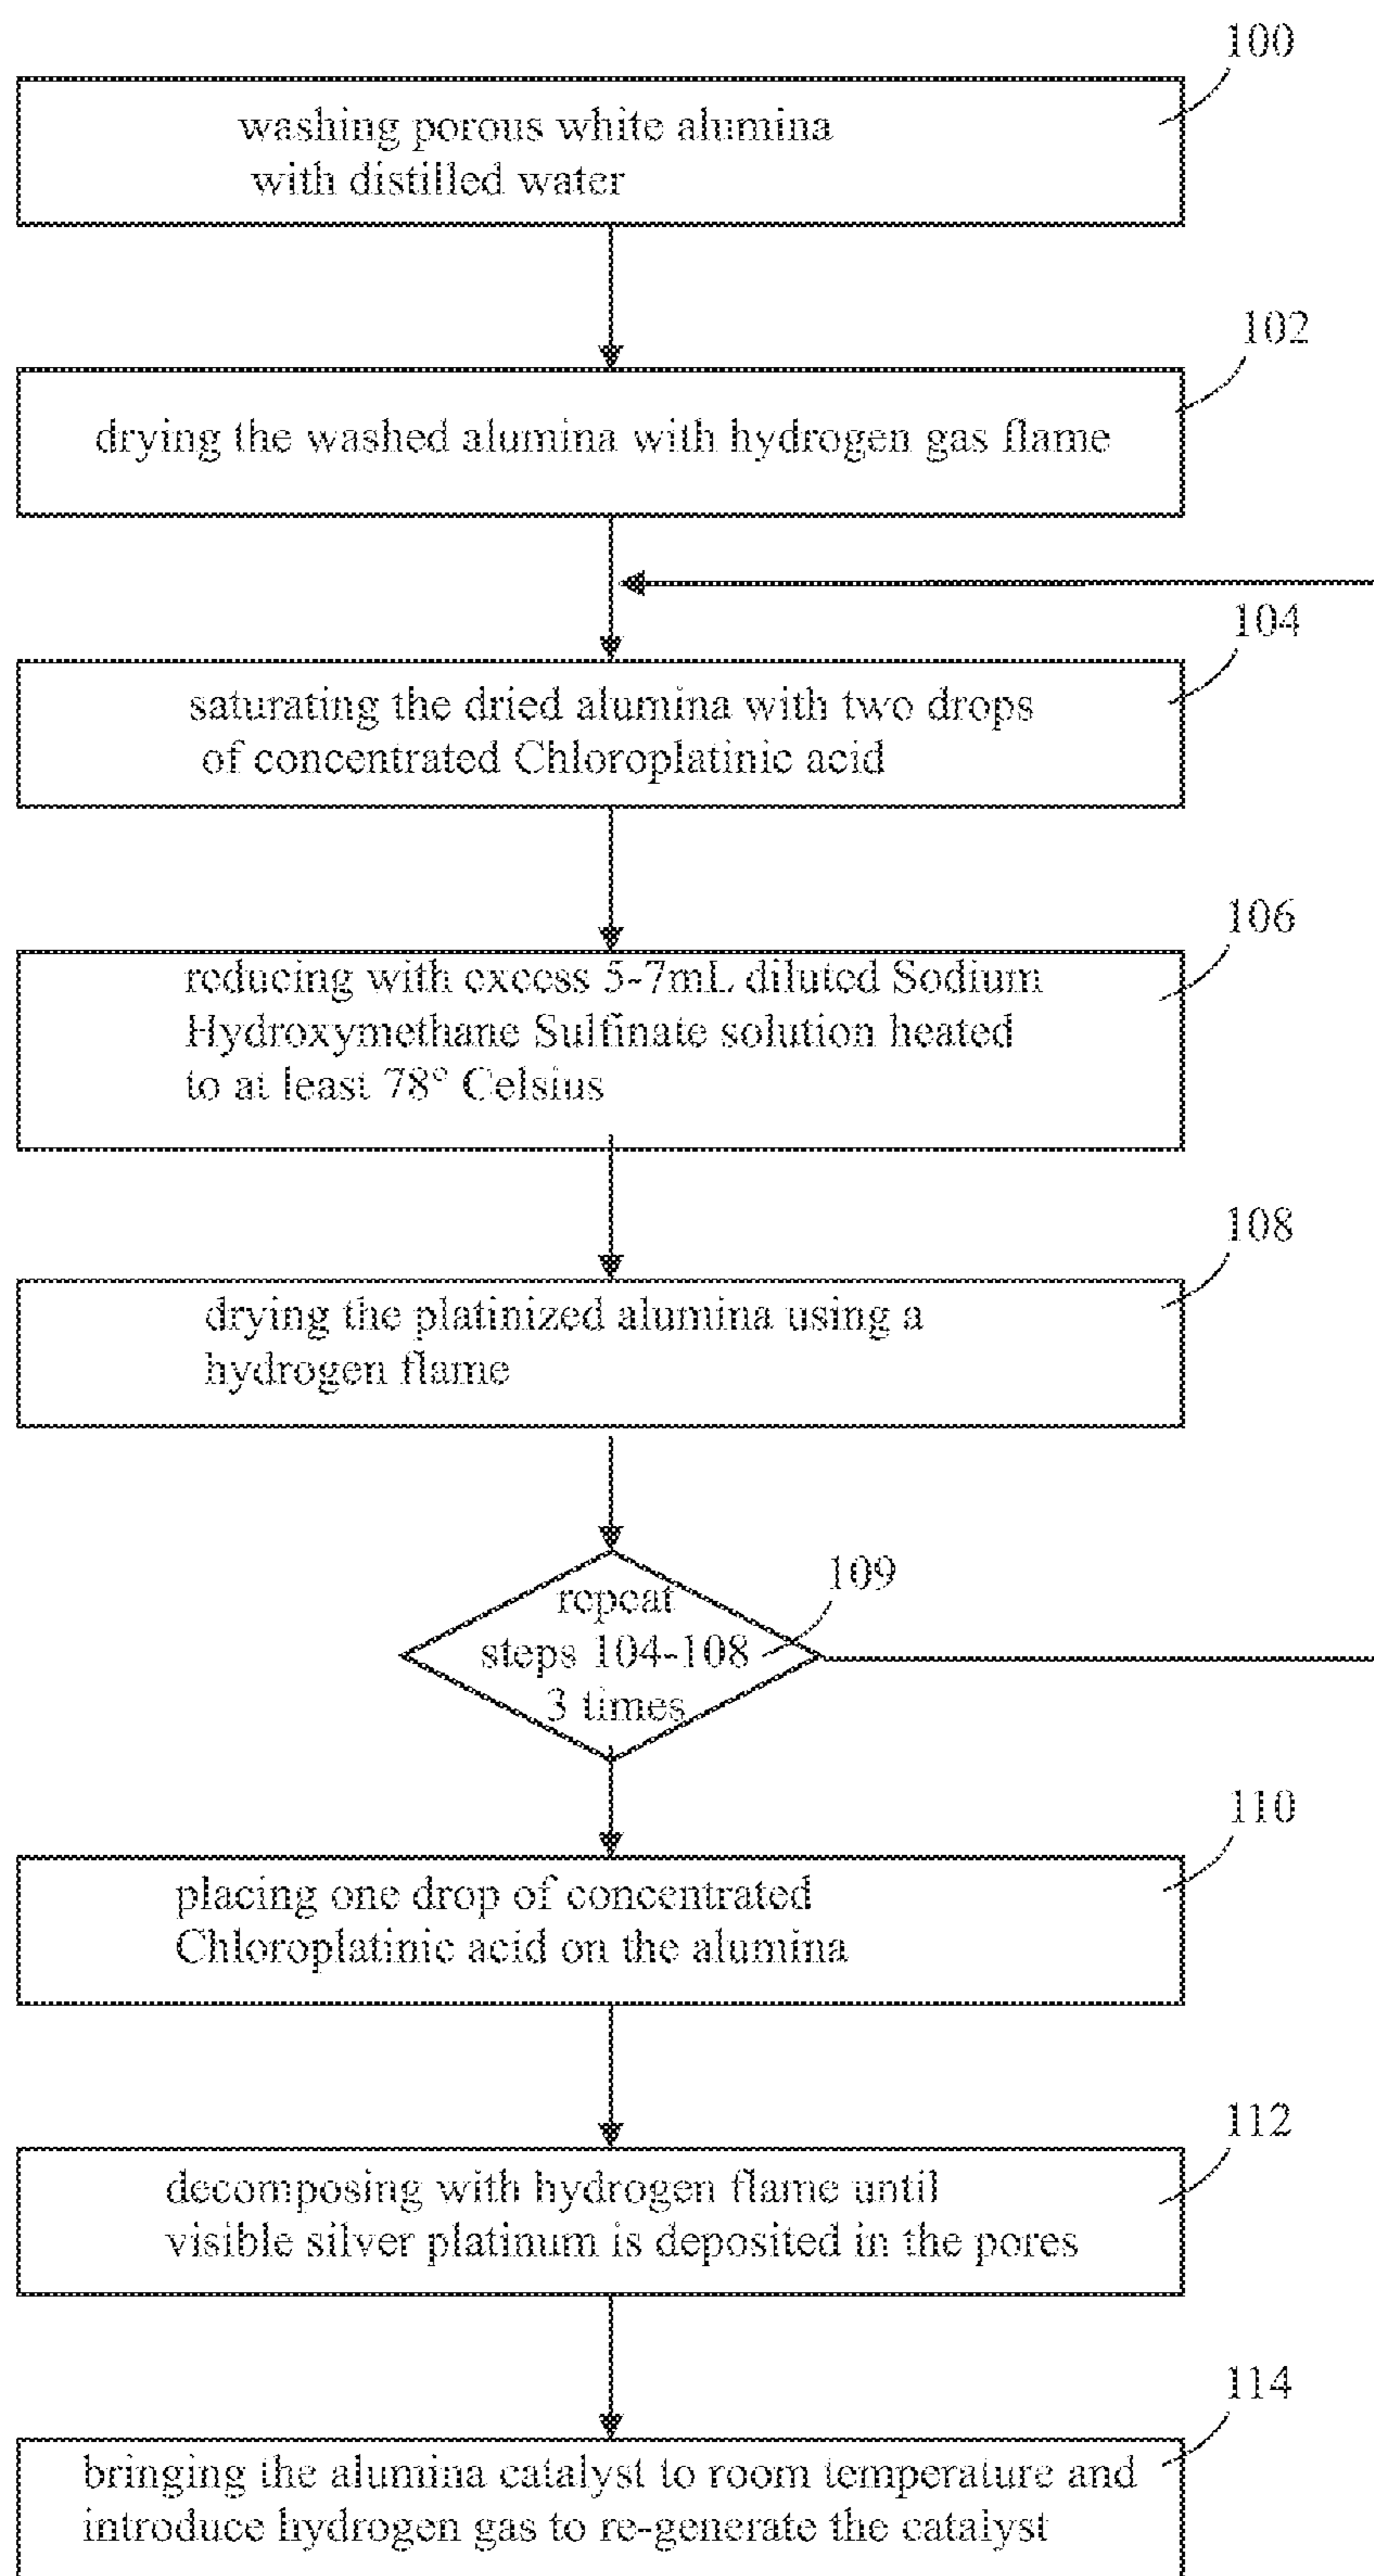 100
washing porous white alumina
with distilled water
102
drying the washed alumina with hydrogen gas flame
104
saturating the dried alumina with two drops
of concentrated Chloroplatinic acid
106
reducing with excess 5-7mL diluted Sodium
Hydroxymethane Sulfinate solution heated
to at least 78° Celsius
108
drying the platinized alumina using a
hydrogen flame
109
repeat
steps 104-108
3 times
110
placing one drop of concentrated
Chloroplatinic acid on the alumina
112
decomposing with hydrogen flame until
visible silver platinum is deposited in the pores
114
bringing the alumina catalyst to room temperature and
introduce hydrogen gas to re-generate the catalyst